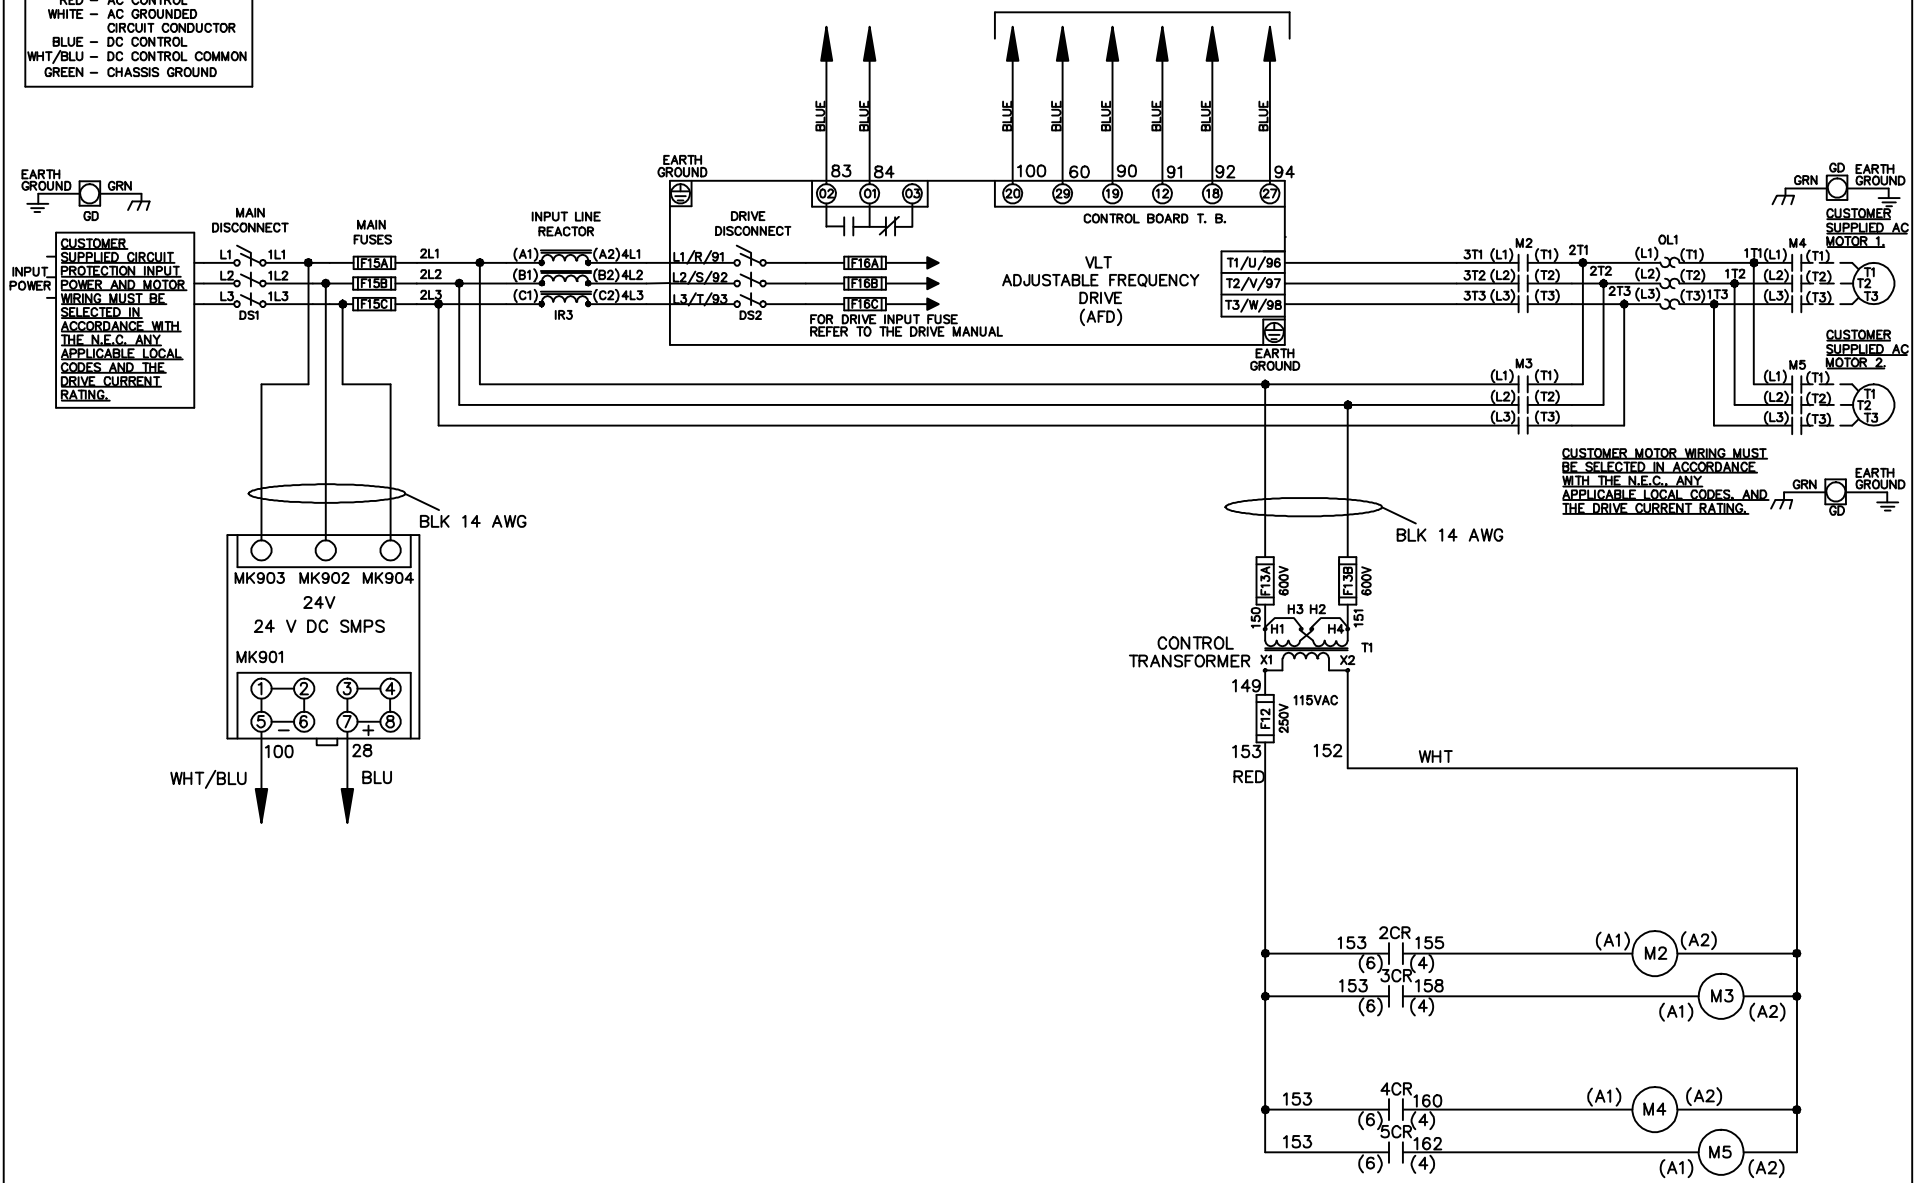 RED – AC CONTROL
WHITE – AC GROUNDED
CIRCUIT CONDUCTOR
BLUE – DC CONTROL
WHT/BLU – DC CONTROL COMMON
GREEN – CHASSIS GROUND
BLUE
BLUE
BLUE
BLUE
BLUE
BLUE
BLUE
BLUE
EARTH
GROUND
GRN
GD
EARTH
GROUND
83
84
100
60
90
91
92
94
02
01
03
20
29
19
12
18
27
CONTROL BOARD T. B.
GRN
GD
EARTH
GROUND
CUSTOMER
SUPPLIED AC
MOTOR 1.
INPUT
POWER
CUSTOMER
SUPPLIED CIRCUIT
PROTECTION INPUT
POWER AND MOTOR
WIRING MUST BE
SELECTED IN
ACCORDANCE WITH
THE N.E.C. ANY
APPLICABLE LOCAL
CODES AND THE
DRIVE CURRENT
RATING.
MAIN
DISCONNECT
L1 1L1
L2 1L2
L3 1L3
DS1
MAIN
FUSES
F15A
F15B
F15C
2L1
2L2
2L3
INPUT LINE
REACTOR
(A1) (A2) 4L1
(B1) (B2) 4L2
(C1) (C2) 4L3
IR3
L1/R/91
L2/S/92
L3/T/93
DRIVE
DISCONNECT
DS2
F16A
F16B
F16C
FOR DRIVE INPUT FUSE
REFER TO THE DRIVE MANUAL
VLT
ADJUSTABLE FREQUENCY
DRIVE
(AFD)
T1/U/96
T2/V/97
T3/W/98
EARTH
GROUND
M2
3T1 (L1) (T1) 2T1
3T2 (L2) (T2) 2T2
3T3 (L3) (T3) 2T3
OL1
(L1) (T1) 1T1
(L2) (T2) 1T2
(L3) (T3) 1T3
M4
(L1) (T1)
(L2) (T2)
(L3) (T3)
T1
T2
T3
M3
(L1) (T1)
(L2) (T2)
(L3) (T3)
CUSTOMER
SUPPLIED AC
MOTOR 2.
M5
(L1) (T1)
(L2) (T2)
(L3) (T3)
T1
T2
T3
CUSTOMER MOTOR WIRING MUST
BE SELECTED IN ACCORDANCE
WITH THE N.E.C., ANY
APPLICABLE LOCAL CODES, AND
THE DRIVE CURRENT RATING.
GRN
GD
EARTH
GROUND
BLK 14 AWG
BLK 14 AWG
MK903 MK902 MK904
24V
24 V DC SMPS
MK901
1 2 3 4
5 6 7 8
– +
100
28
WHT/BLU
BLU
F13A
600V
F13B
600V
150
151
H3 H2
H1 H4
T1
CONTROL
TRANSFORMER
X1 X2
149
115VAC
F12
250V
153
152
RED
WHT
2CR
153 155
(6) (4)
(A1) M2 (A2)
3CR
153 158
(6) (4)
(A1) M3 (A2)
4CR
153 160
(6) (4)
(A1) M4 (A2)
5CR
153 162
(6) (4)
(A1) M5 (A2)